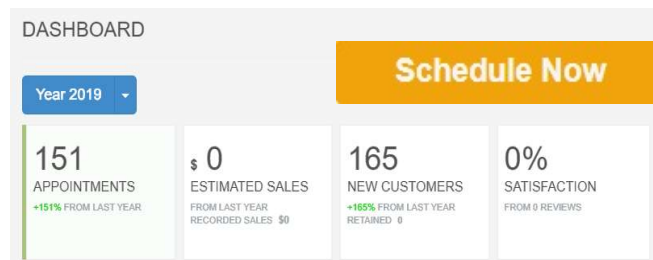 DASHBOARD
Schedule Now
Year 2019
151
APPOINTMENTS
+151% FROM LAST YEAR
$ 0
ESTIMATED SALES
FROM LAST YEAR
RECORDED SALES $0
165
NEW CUSTOMERS
+165% FROM LAST YEAR
RETAINED 0
0%
SATISFACTION
FROM 0 REVIEWS